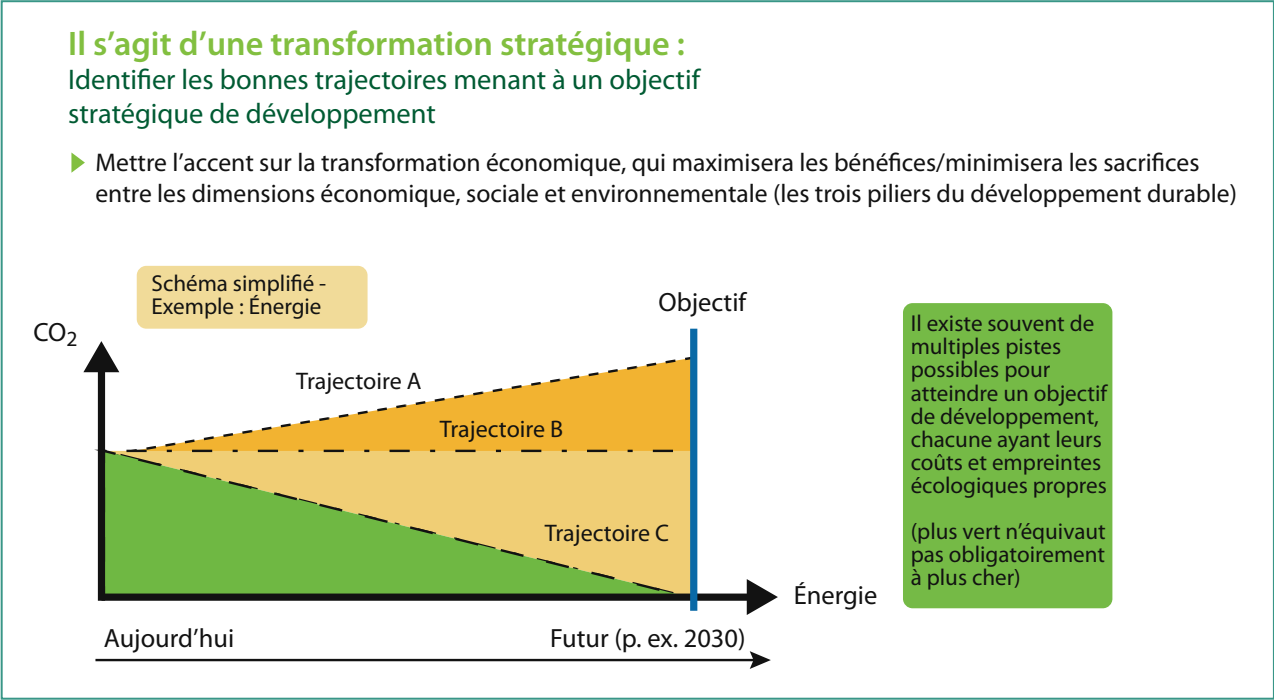 Il s’agit d’une transformation stratégique :
Identifier les bonnes trajectoires menant à un objectif
stratégique de développement
Mettre l’accent sur la transformation économique, qui maximisera les bénéfices/minimisera les sacrifices
entre les dimensions économique, sociale et environnementale (les trois piliers du développement durable)
Schéma simplifié -
Exemple : Énergie
Objectif
CO2
Trajectoire A
Trajectoire B
Trajectoire C
Énergie
Aujourd’hui
Futur (p. ex. 2030)
Il existe souvent de
multiples pistes
possibles pour
atteindre un objectif
de développement,
chacune ayant leurs
coûts et empreintes
écologiques propres
(plus vert n’équivaut
pas obligatoirement
à plus cher)